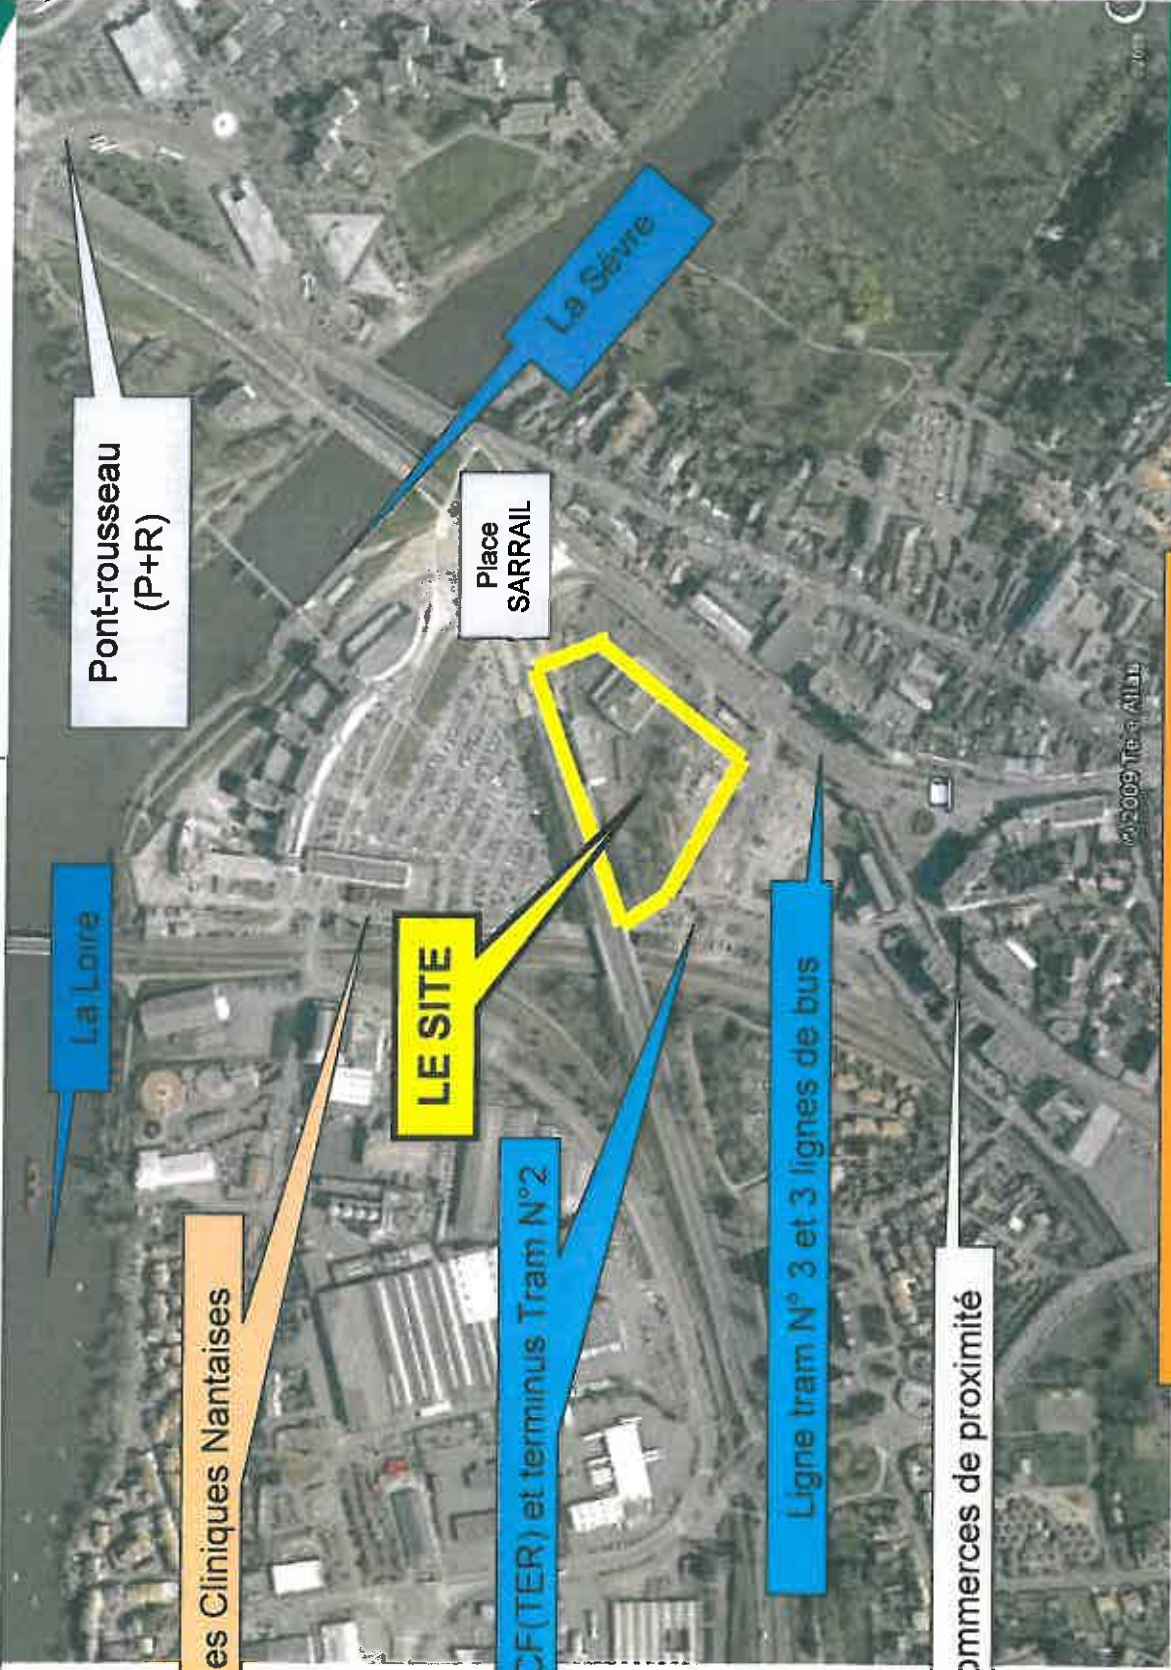 La Loire
Pont-rousseau
(P+R)
es Cliniques Nantaises
LE SITE
Place
SARRAIL
La Sèvre
CF(TER) et terminus Tram N°2
Ligne tram N° 3 et 3 lignes de bus
ommerces de proximité
© 2009 Tele Atlas